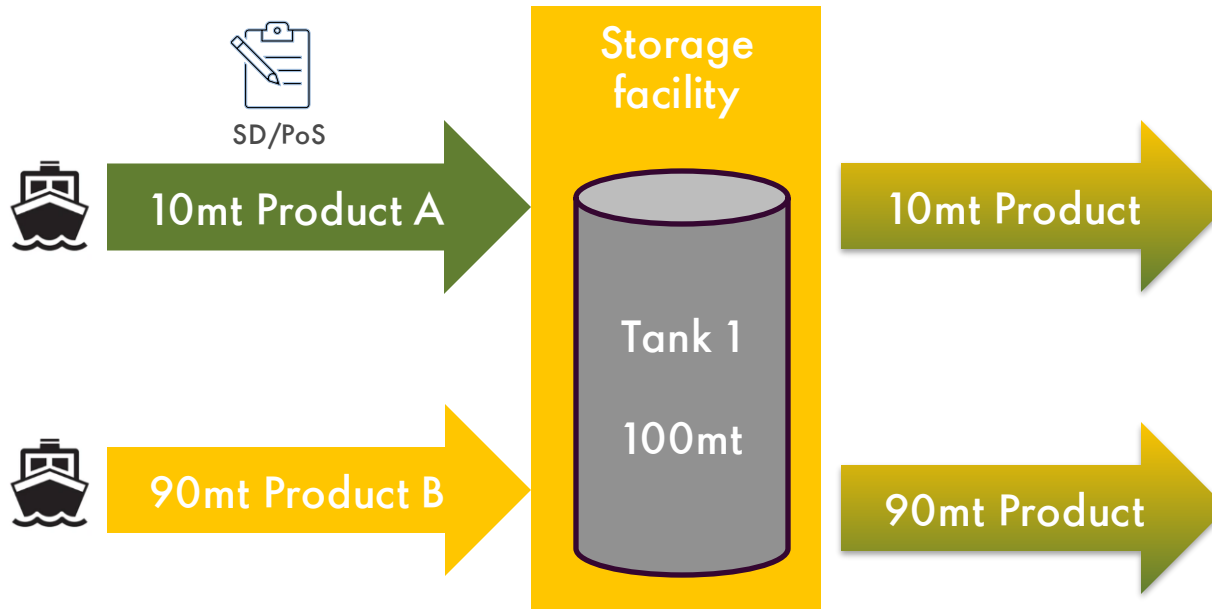 SD/PoS
10mt Product A
90mt Product B
Storage
facility
Tank 1
100mt
10mt Product
90mt Product